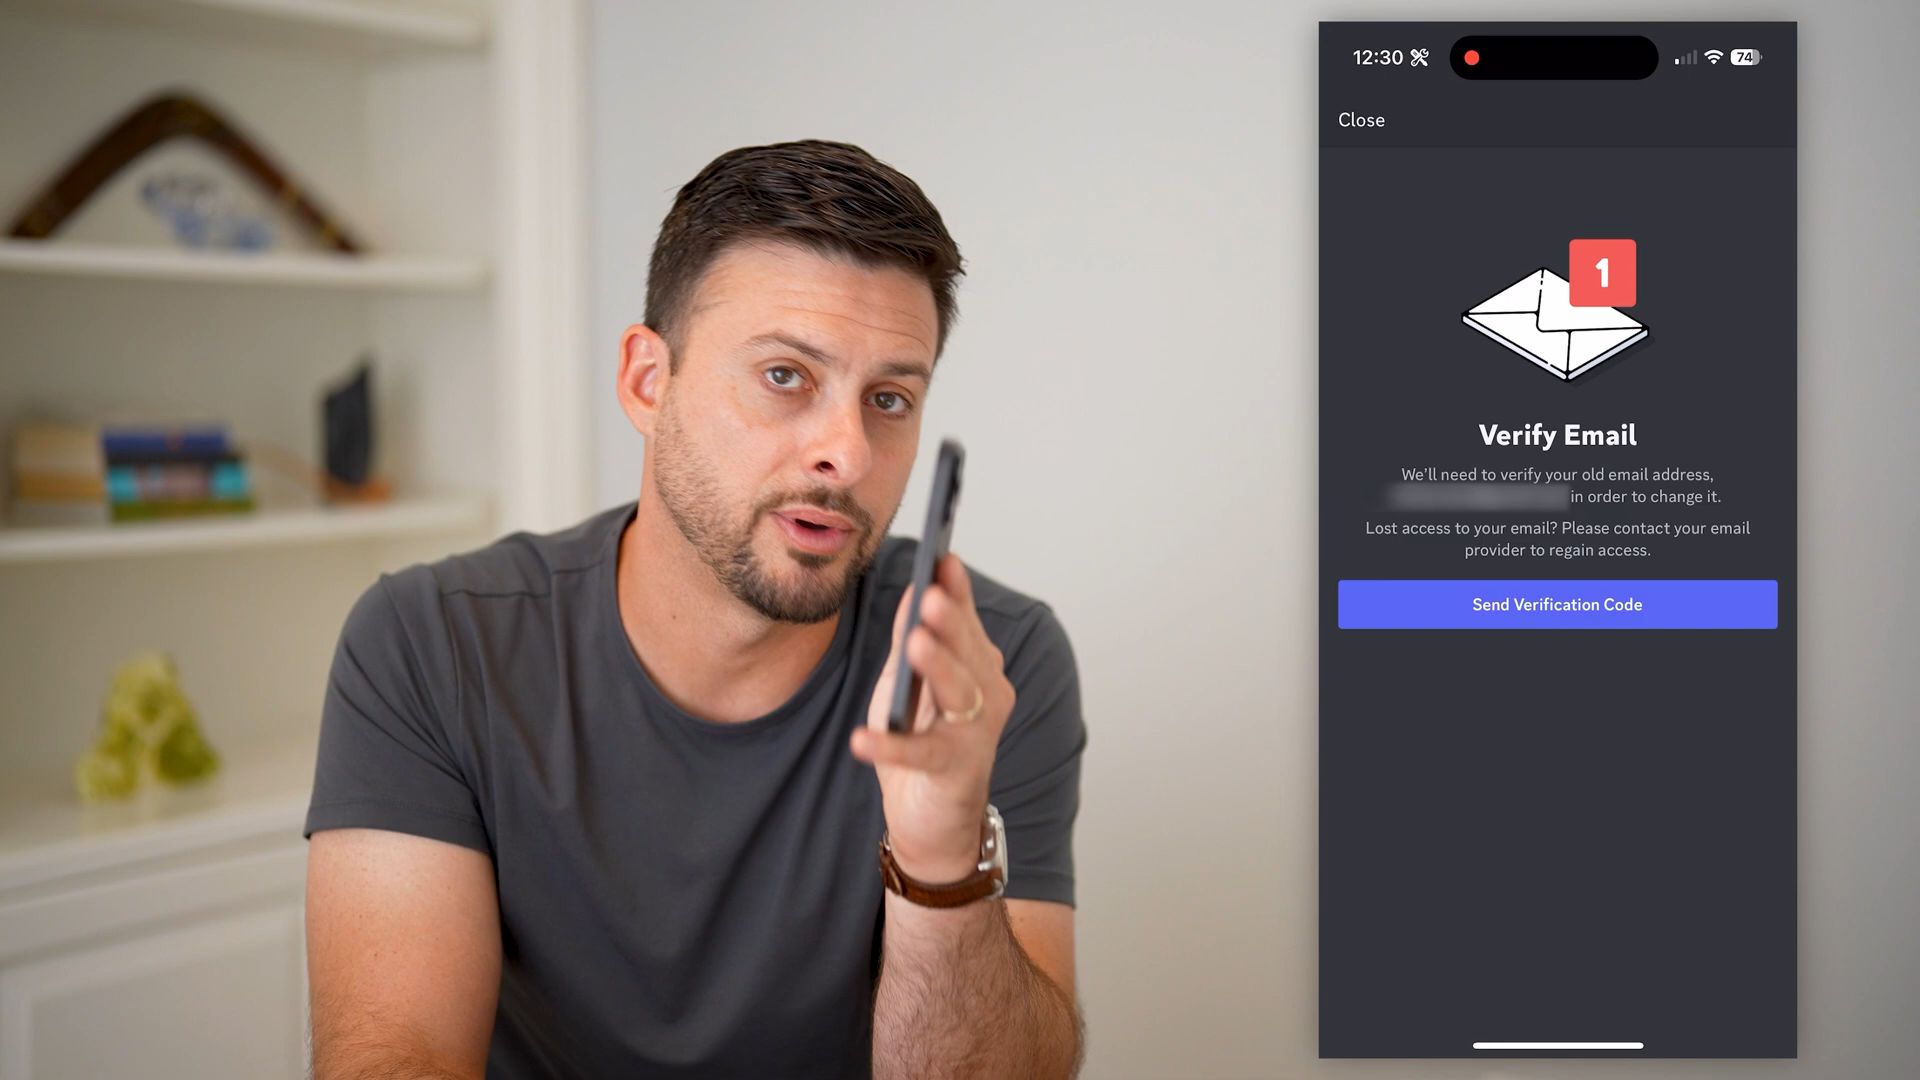 12:30
74
Close
1
Verify Email
We'll need to verify your old email address,
in order to change it.
Lost access to your email? Please contact your email
provider to regain access.
Send Verification Code